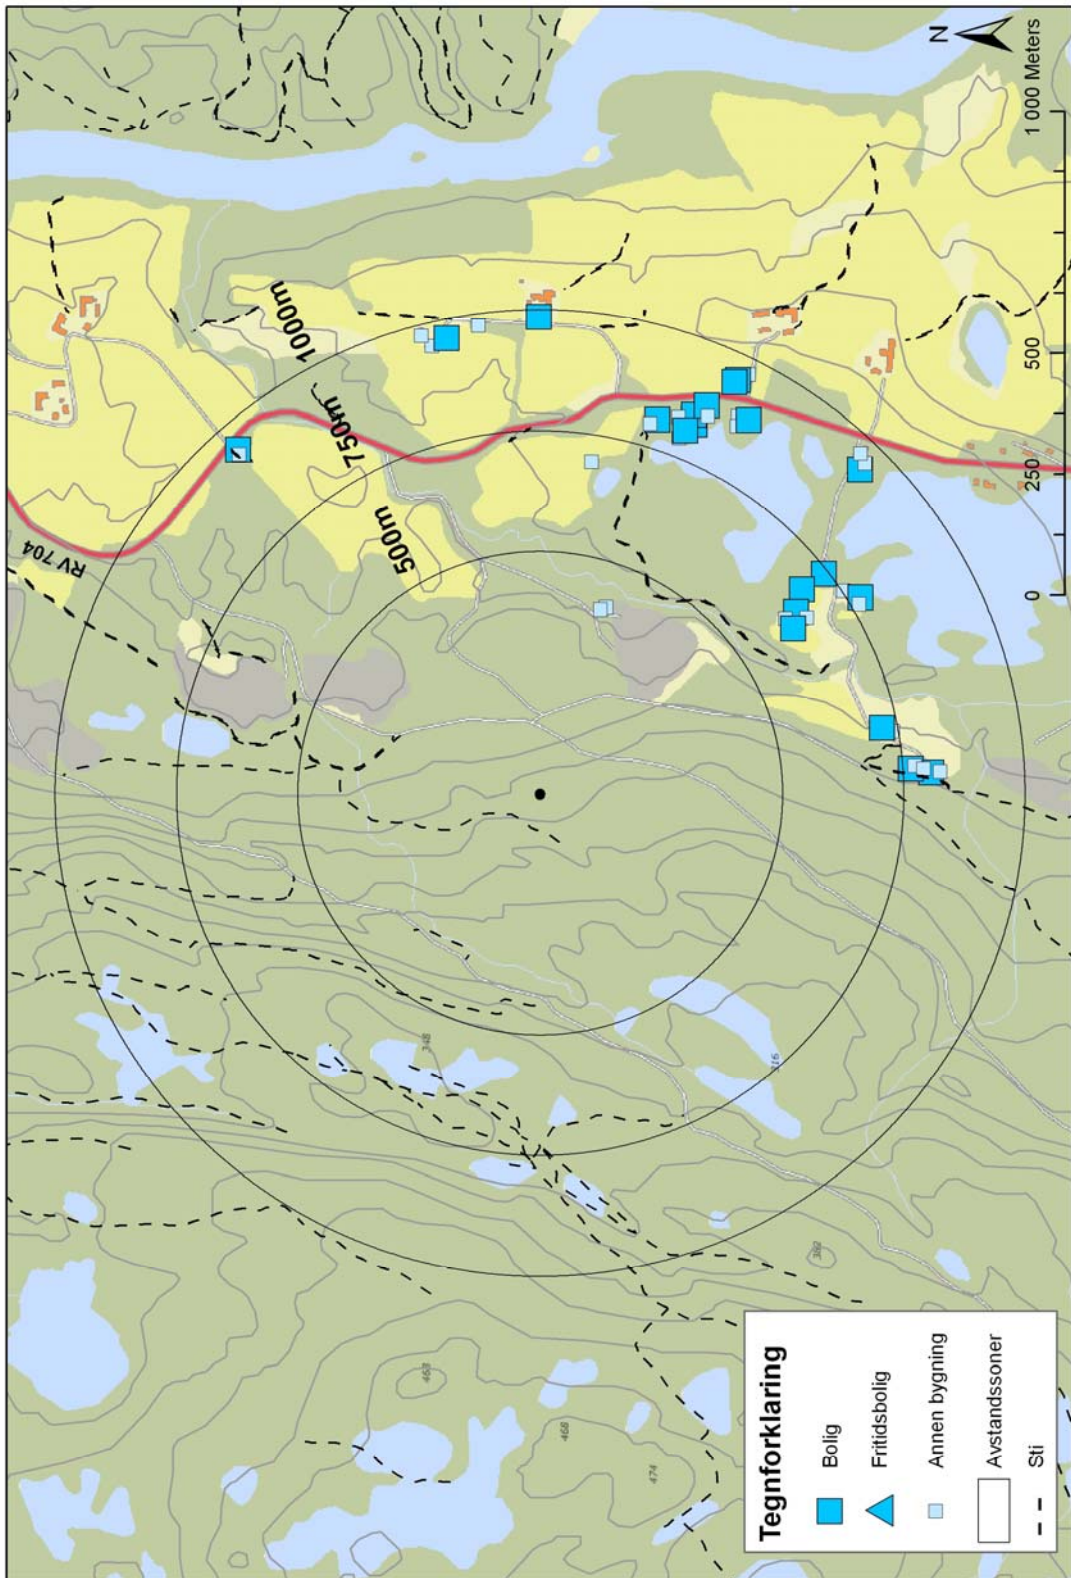 N
1 000 Meters
500
250
0
1000m
750m
500m
RV 704
348
316
382
463
468
474
Tegnforklaring
Bolig
Fritidsbolig
Annen bygning
Avstandssoner
Sti